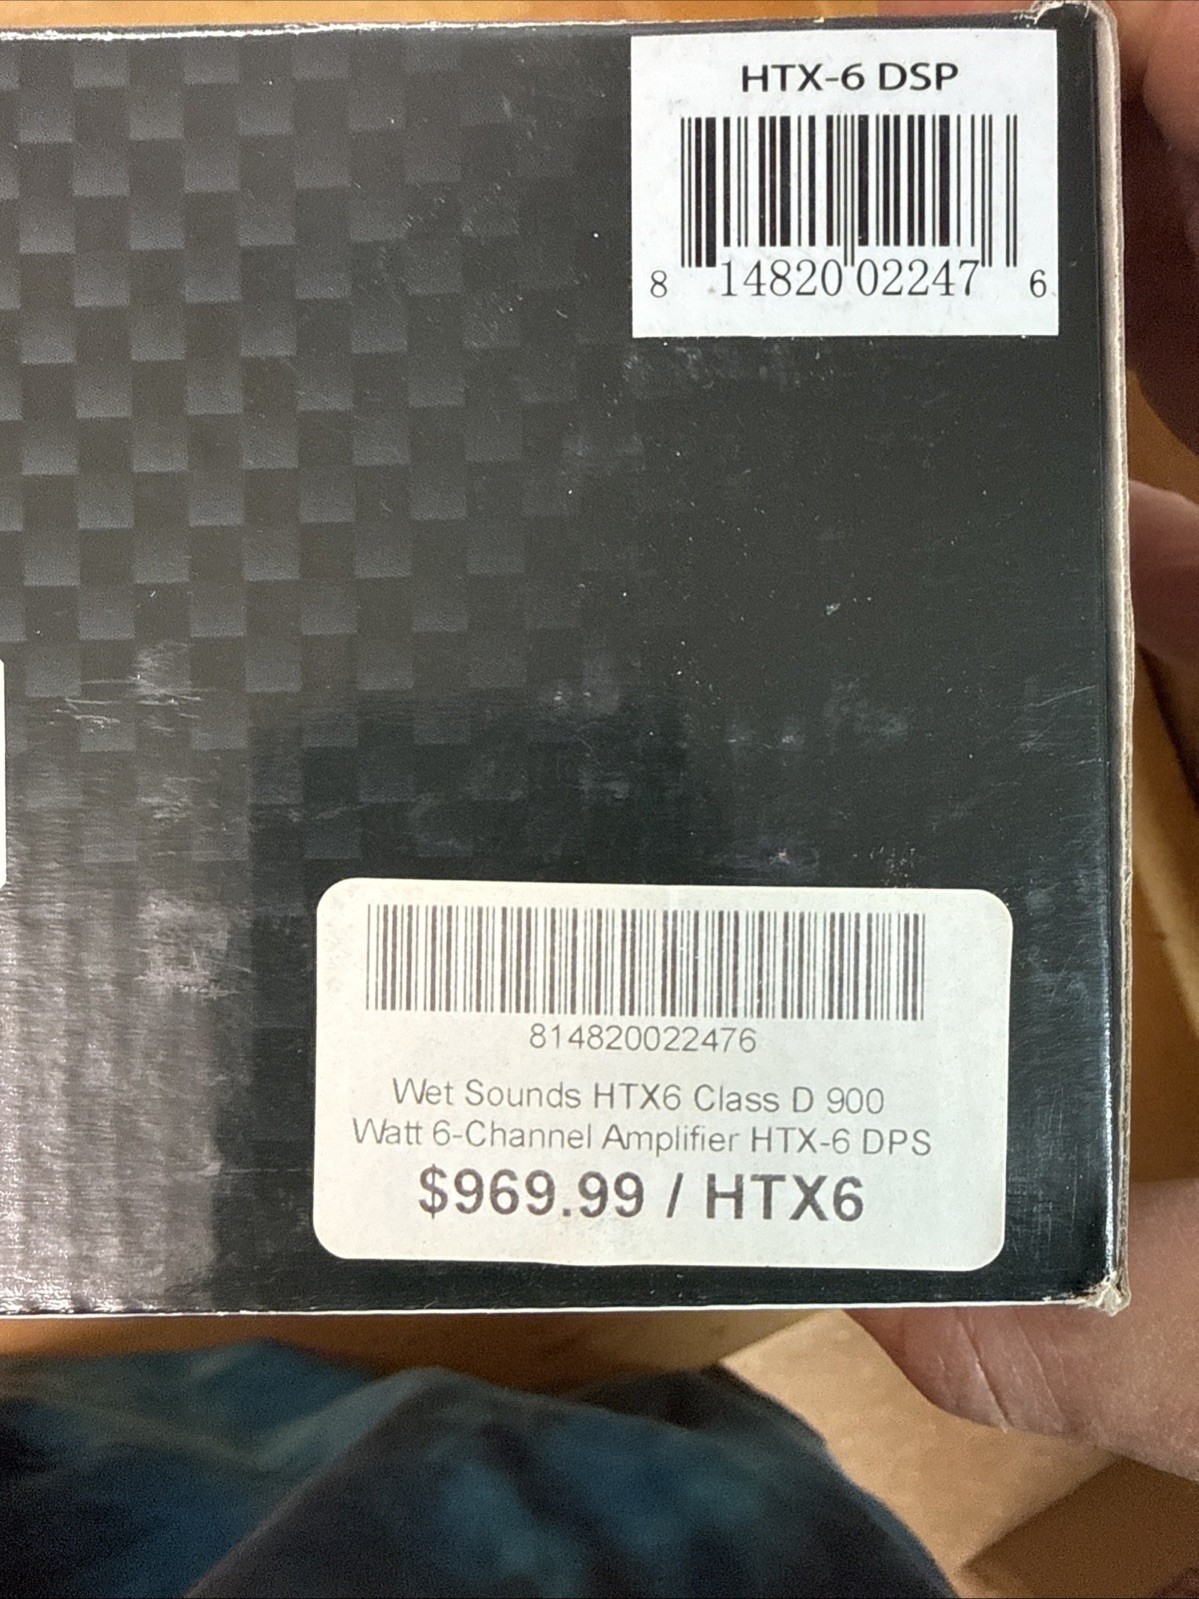 HTX-6 DSP
8 14820 02247 6
814820022476
Wet Sounds HTX6 Class D 900
Watt 6-Channel Amplifier HTX-6 DPS
$969.99 / HTX6